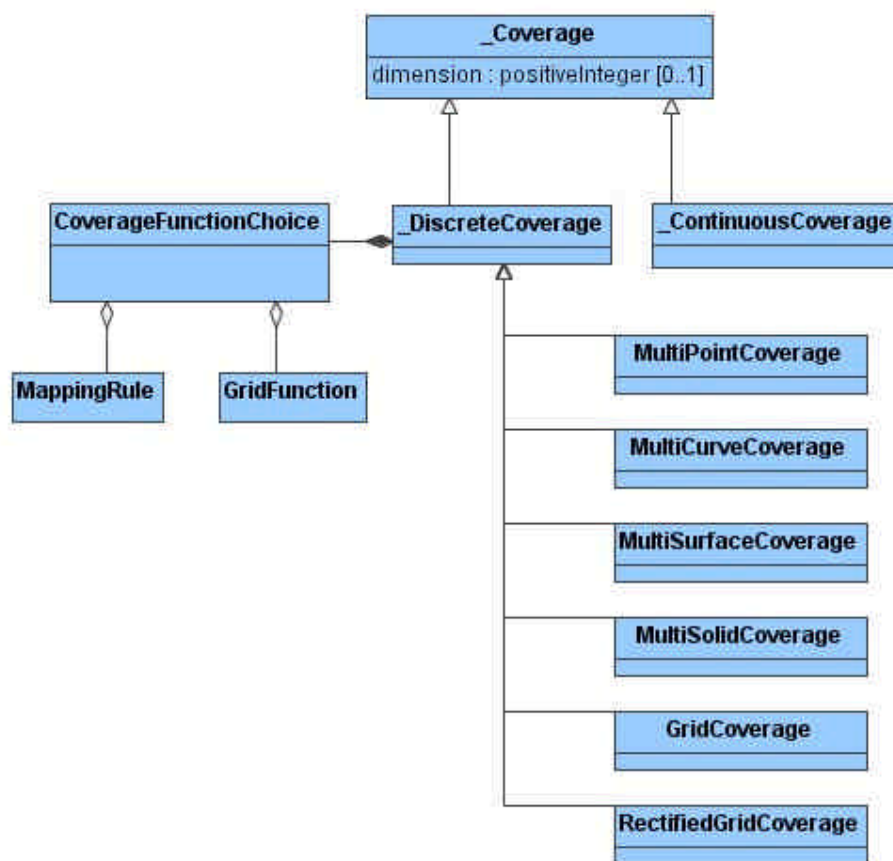 _Coverage
dimension : positiveInteger [0..1]
CoverageFunctionChoice
_DiscreteCoverage
_ContinuousCoverage
MappingRule
GridFunction
MultiPointCoverage
MultiCurveCoverage
MultiSurfaceCoverage
MultiSolidCoverage
GridCoverage
RectifiedGridCoverage